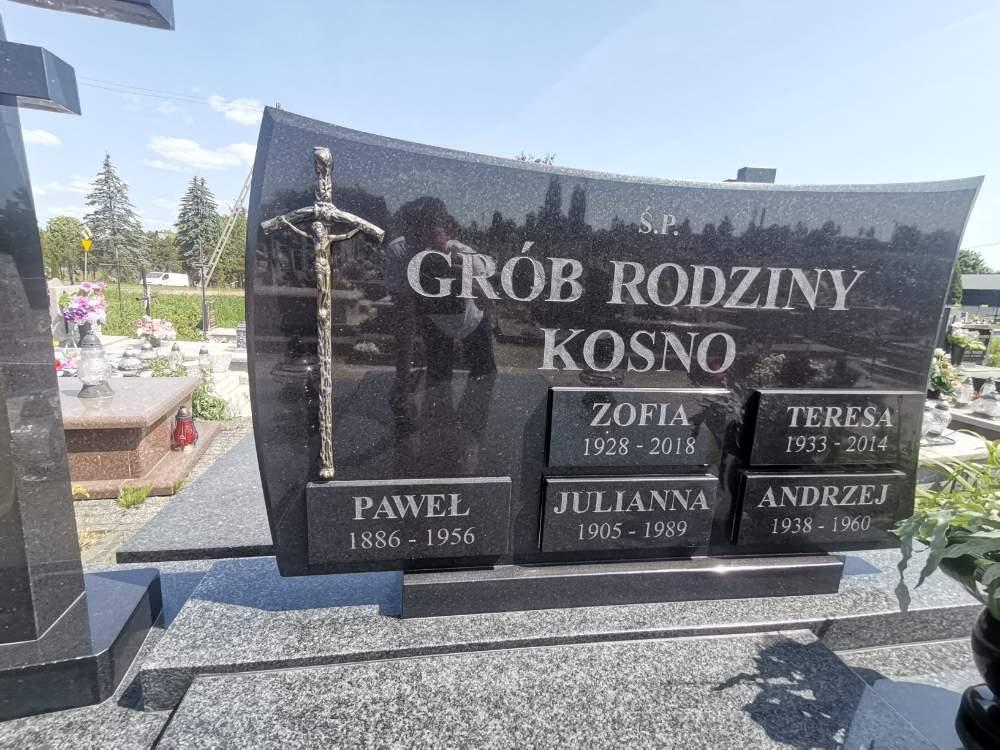 Ś.P.
GRÓB RODZINY
KOSNO
ZOFIA
1928 - 2018
TERESA
1933 - 2014
PAWEŁ
1886 - 1956
JULIANNA
1905 - 1989
ANDRZEJ
1938 - 1960